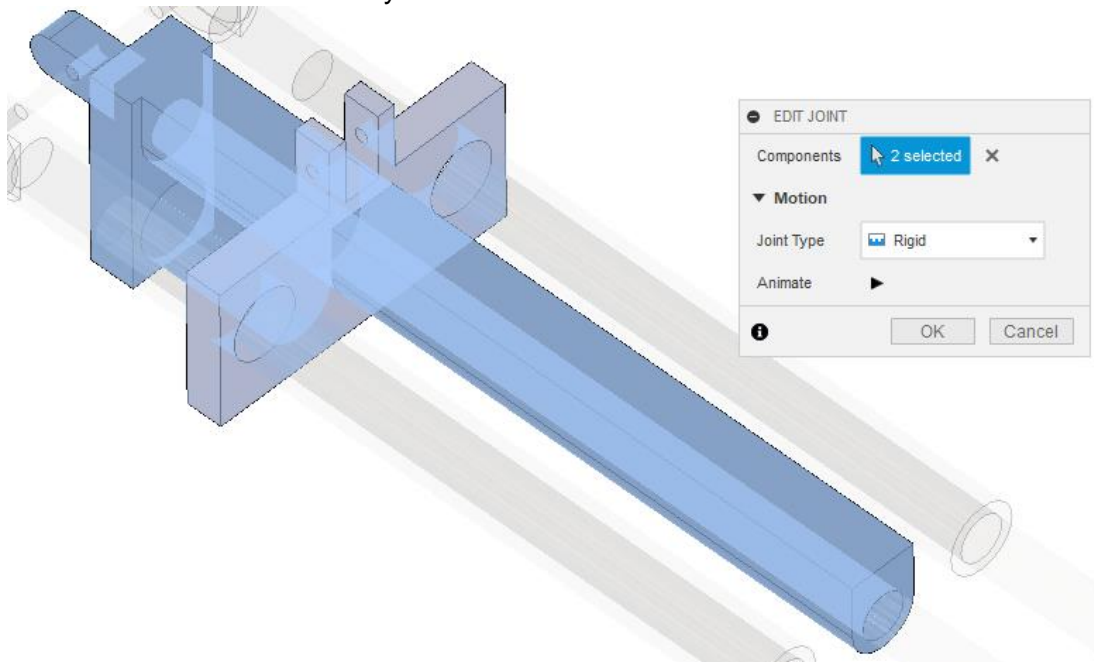 EDIT JOINT
Components 2 selected
Motion
Joint Type Rigid
Animate
OK Cancel